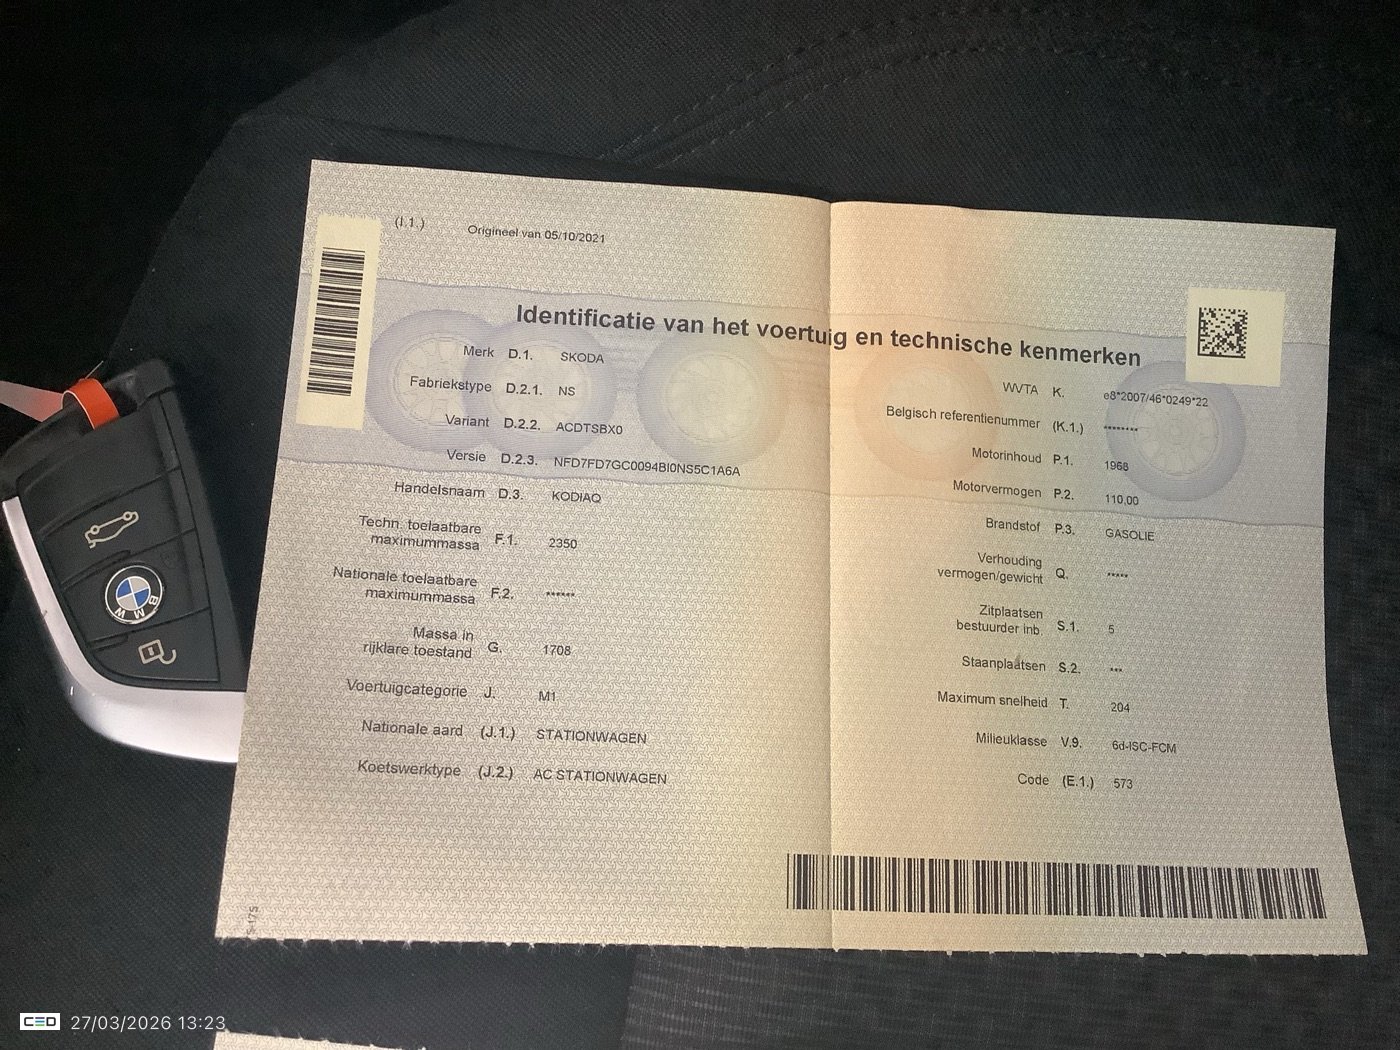 (I.1.) Origineel van 05/10/2021
Identificatie van het voertuig en technische kenmerken
Merk D.1. SKODA
Fabriekstype D.2.1. NS
Variant D.2.2. ACDTSBX0
Versie D.2.3. NFD7FD7GC0094BI0NS5C1A6A
Handelsnaam D.3. KODIAQ
Techn. toelaatbare
maximummassa F.1. 2350
Nationale toelaatbare
maximummassa F.2. ******
Massa in
rijklare toestand G. 1708
Voertuigcategorie J. M1
Nationale aard (J.1.) STATIONWAGEN
Koetswerktype (J.2.) AC STATIONWAGEN
WVTA K. e8*2007/46*0249*22
Belgisch referentienummer (K.1.) ********
Motorinhoud P.1. 1968
Motorvermogen P.2. 110,00
Brandstof P.3. GASOLIE
Verhouding
vermogen/gewicht Q. *****
Zitplaatsen
bestuurder inb. S.1. 5
Staanplaatsen S.2. ***
Maximum snelheid T. 204
Milieuklasse V.9. 6d-ISC-FCM
Code (E.1.) 573
BMW
CED 27/03/2026 13:23